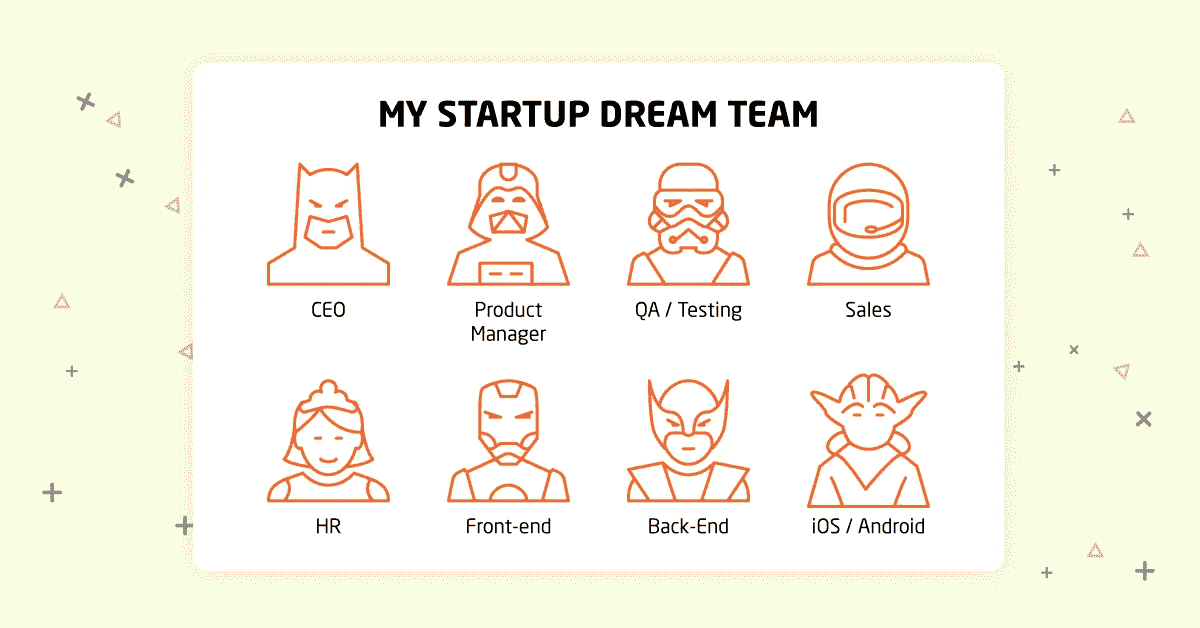 MY STARTUP DREAM TEAM
CEO
Product
Manager
QA / Testing
Sales
HR
Front-end
Back-End
iOS / Android